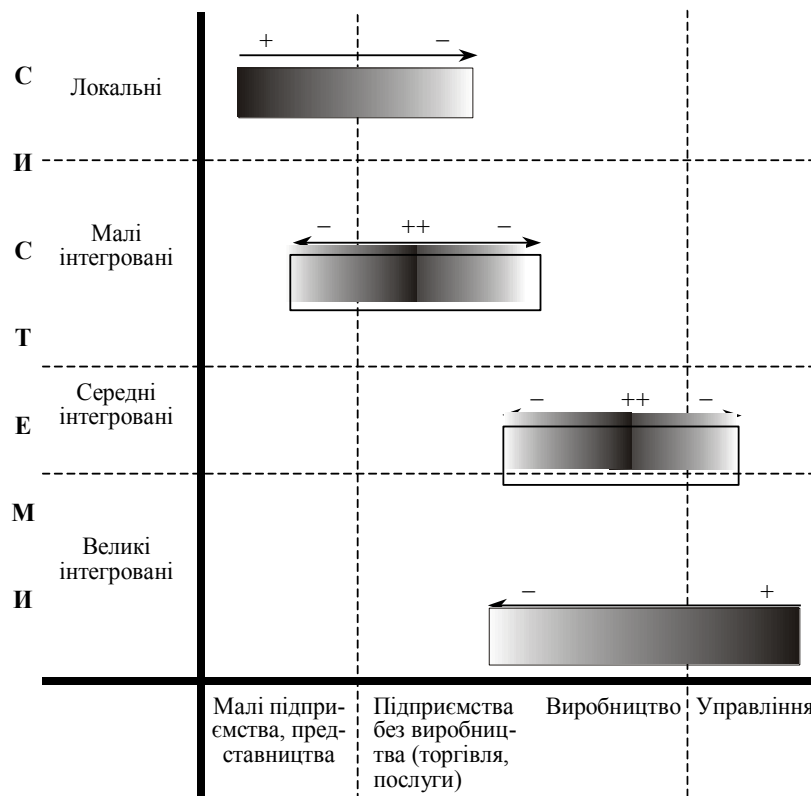 + −
С
Локальні
И
− ++ −
Малі
інтегровані
С
Т
Середні
інтегровані
− ++ −
Е
М
Великі
інтегровані
− +
И
Малі підпри-
ємства, пред-
ставництва
Підприємства
без виробниц-
тва (торгівля,
послуги)
Виробництво
Управління